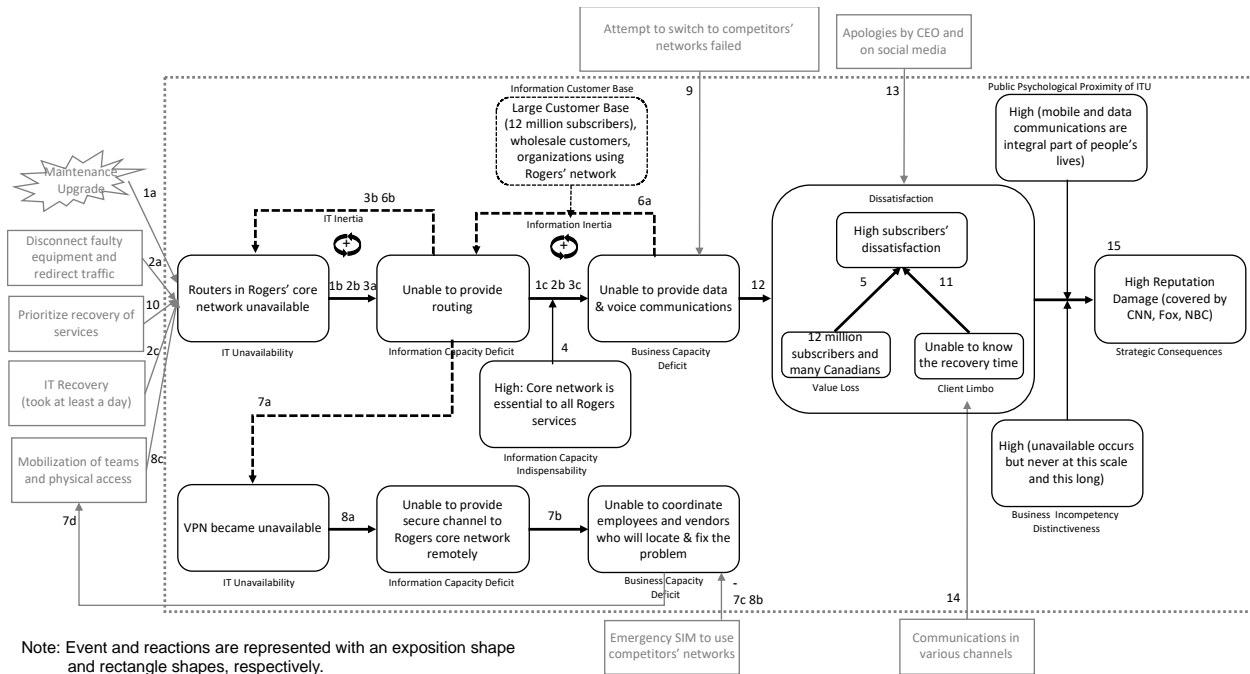 Attempt to switch to competitors'
networks failed
Apologies by CEO and
on social media
9
13
Information Customer Base
Large Customer Base
(12 million subscribers),
wholesale customers,
organizations using
Rogers' network
Public Psychological Proximity of ITU
High (mobile and data
communications are
integral part of people's
lives)
Maintenance
Upgrade
1a
Disconnect faulty
equipment and
redirect traffic
2a
10
Prioritize recovery of
services
2c
IT Recovery
(took at least a day)
Mobilization of teams
and physical access
8c
7d
3b 6b
IT Inertia
+
6a
Information Inertia
+
Routers in Rogers' core
network unavailable
IT Unavailability
1b 2b 3a
Unable to provide
routing
Information Capacity Deficit
1c 2b 3c
Unable to provide data
& voice communications
Business Capacity
Deficit
4
High: Core network is
essential to all Rogers
services
Information Capacity
Indispensability
12
Dissatisfaction
High subscribers'
dissatisfaction
5
11
12 million
subscribers and
many Canadians
Value Loss
Unable to know
the recovery time
Client Limbo
15
High Reputation
Damage (covered by
CNN, Fox, NBC)
Strategic Consequences
High (unavailable occurs
but never at this scale
and this long)
Business Incompetency
Distinctiveness
7a
VPN became unavailable
IT Unavailability
8a
Unable to provide
secure channel to
Rogers core network
remotely
Information Capacity Deficit
7b
Unable to coordinate
employees and vendors
who will locate & fix the
problem
Business Capacity
Deficit
-
7c 8b
14
Emergency SIM to use
competitors' networks
Communications in
various channels
Note: Event and reactions are represented with an exposition shape
and rectangle shapes, respectively.